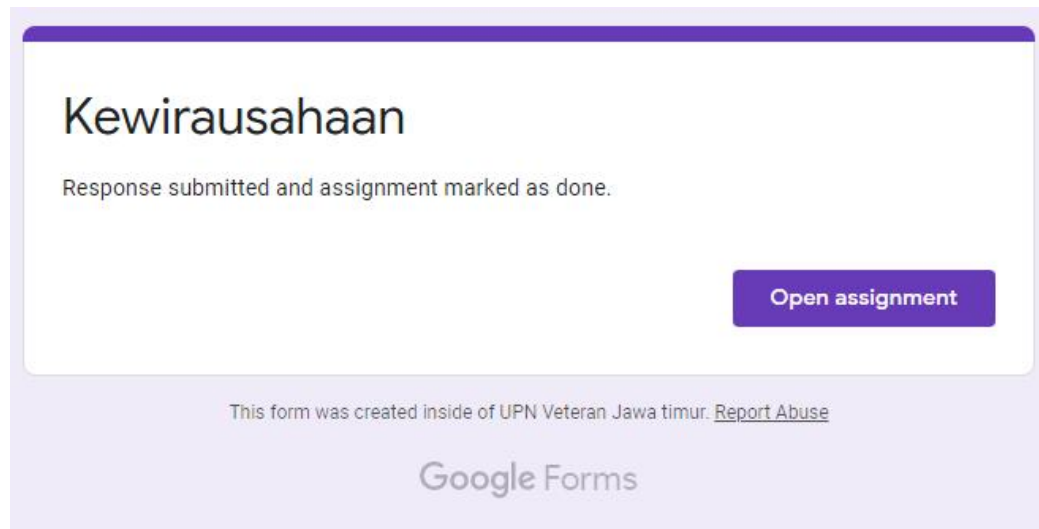 Kewirausahaan
Response submitted and assignment marked as done.
Open assignment
This form was created inside of UPN Veteran Jawa timur. Report Abuse
Google Forms